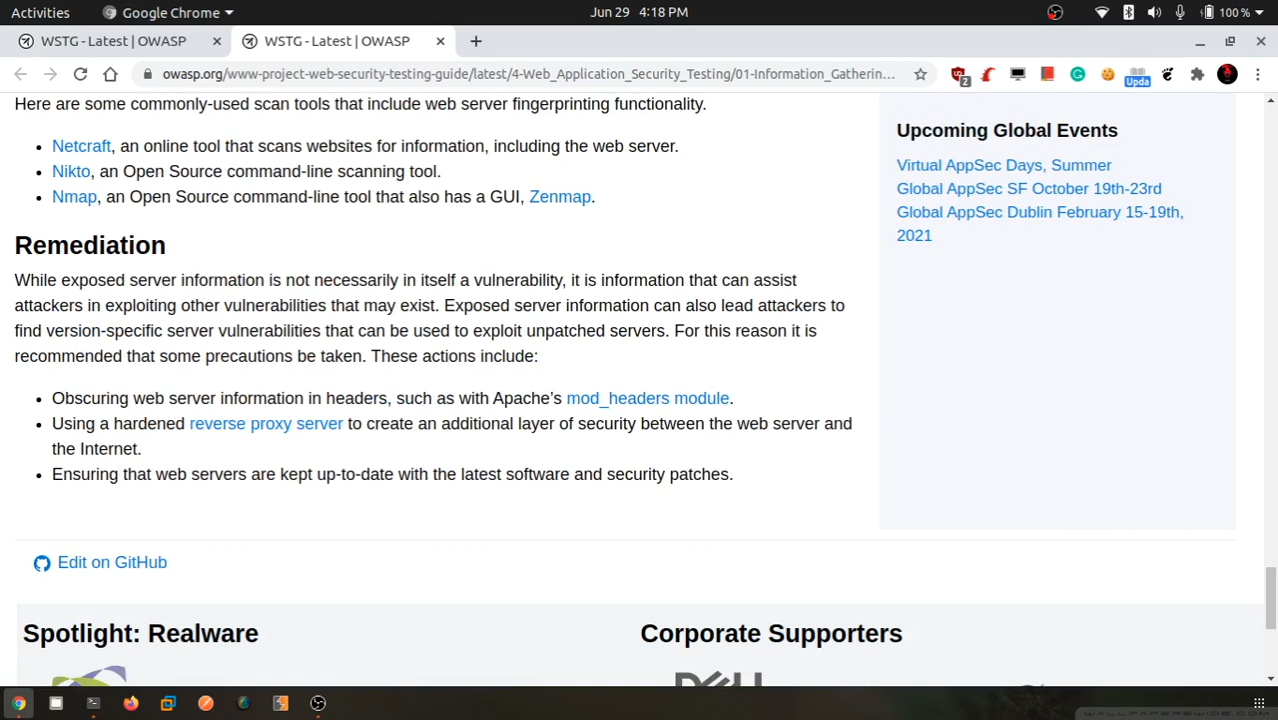 Activities
Google Chrome
Jun 29 4:18 PM
100 %
WSTG - Latest | OWASP
WSTG - Latest | OWASP
owasp.org/www-project-web-security-testing-guide/latest/4-Web_Application_Security_Testing/01-Information_Gatherin...
2
Upda
Here are some commonly-used scan tools that include web server fingerprinting functionality.
• Netcraft, an online tool that scans websites for information, including the web server.
• Nikto, an Open Source command-line scanning tool.
• Nmap, an Open Source command-line tool that also has a GUI, Zenmap.
Remediation
While exposed server information is not necessarily in itself a vulnerability, it is information that can assist
attackers in exploiting other vulnerabilities that may exist. Exposed server information can also lead attackers to
find version-specific server vulnerabilities that can be used to exploit unpatched servers. For this reason it is
recommended that some precautions be taken. These actions include:
• Obscuring web server information in headers, such as with Apache's mod_headers module.
• Using a hardened reverse proxy server to create an additional layer of security between the web server and
the Internet.
• Ensuring that web servers are kept up-to-date with the latest software and security patches.
Upcoming Global Events
Virtual AppSec Days, Summer
Global AppSec SF October 19th-23rd
Global AppSec Dublin February 15-19th,
2021
Edit on GitHub
Spotlight: Realware
Corporate Supporters
DELL